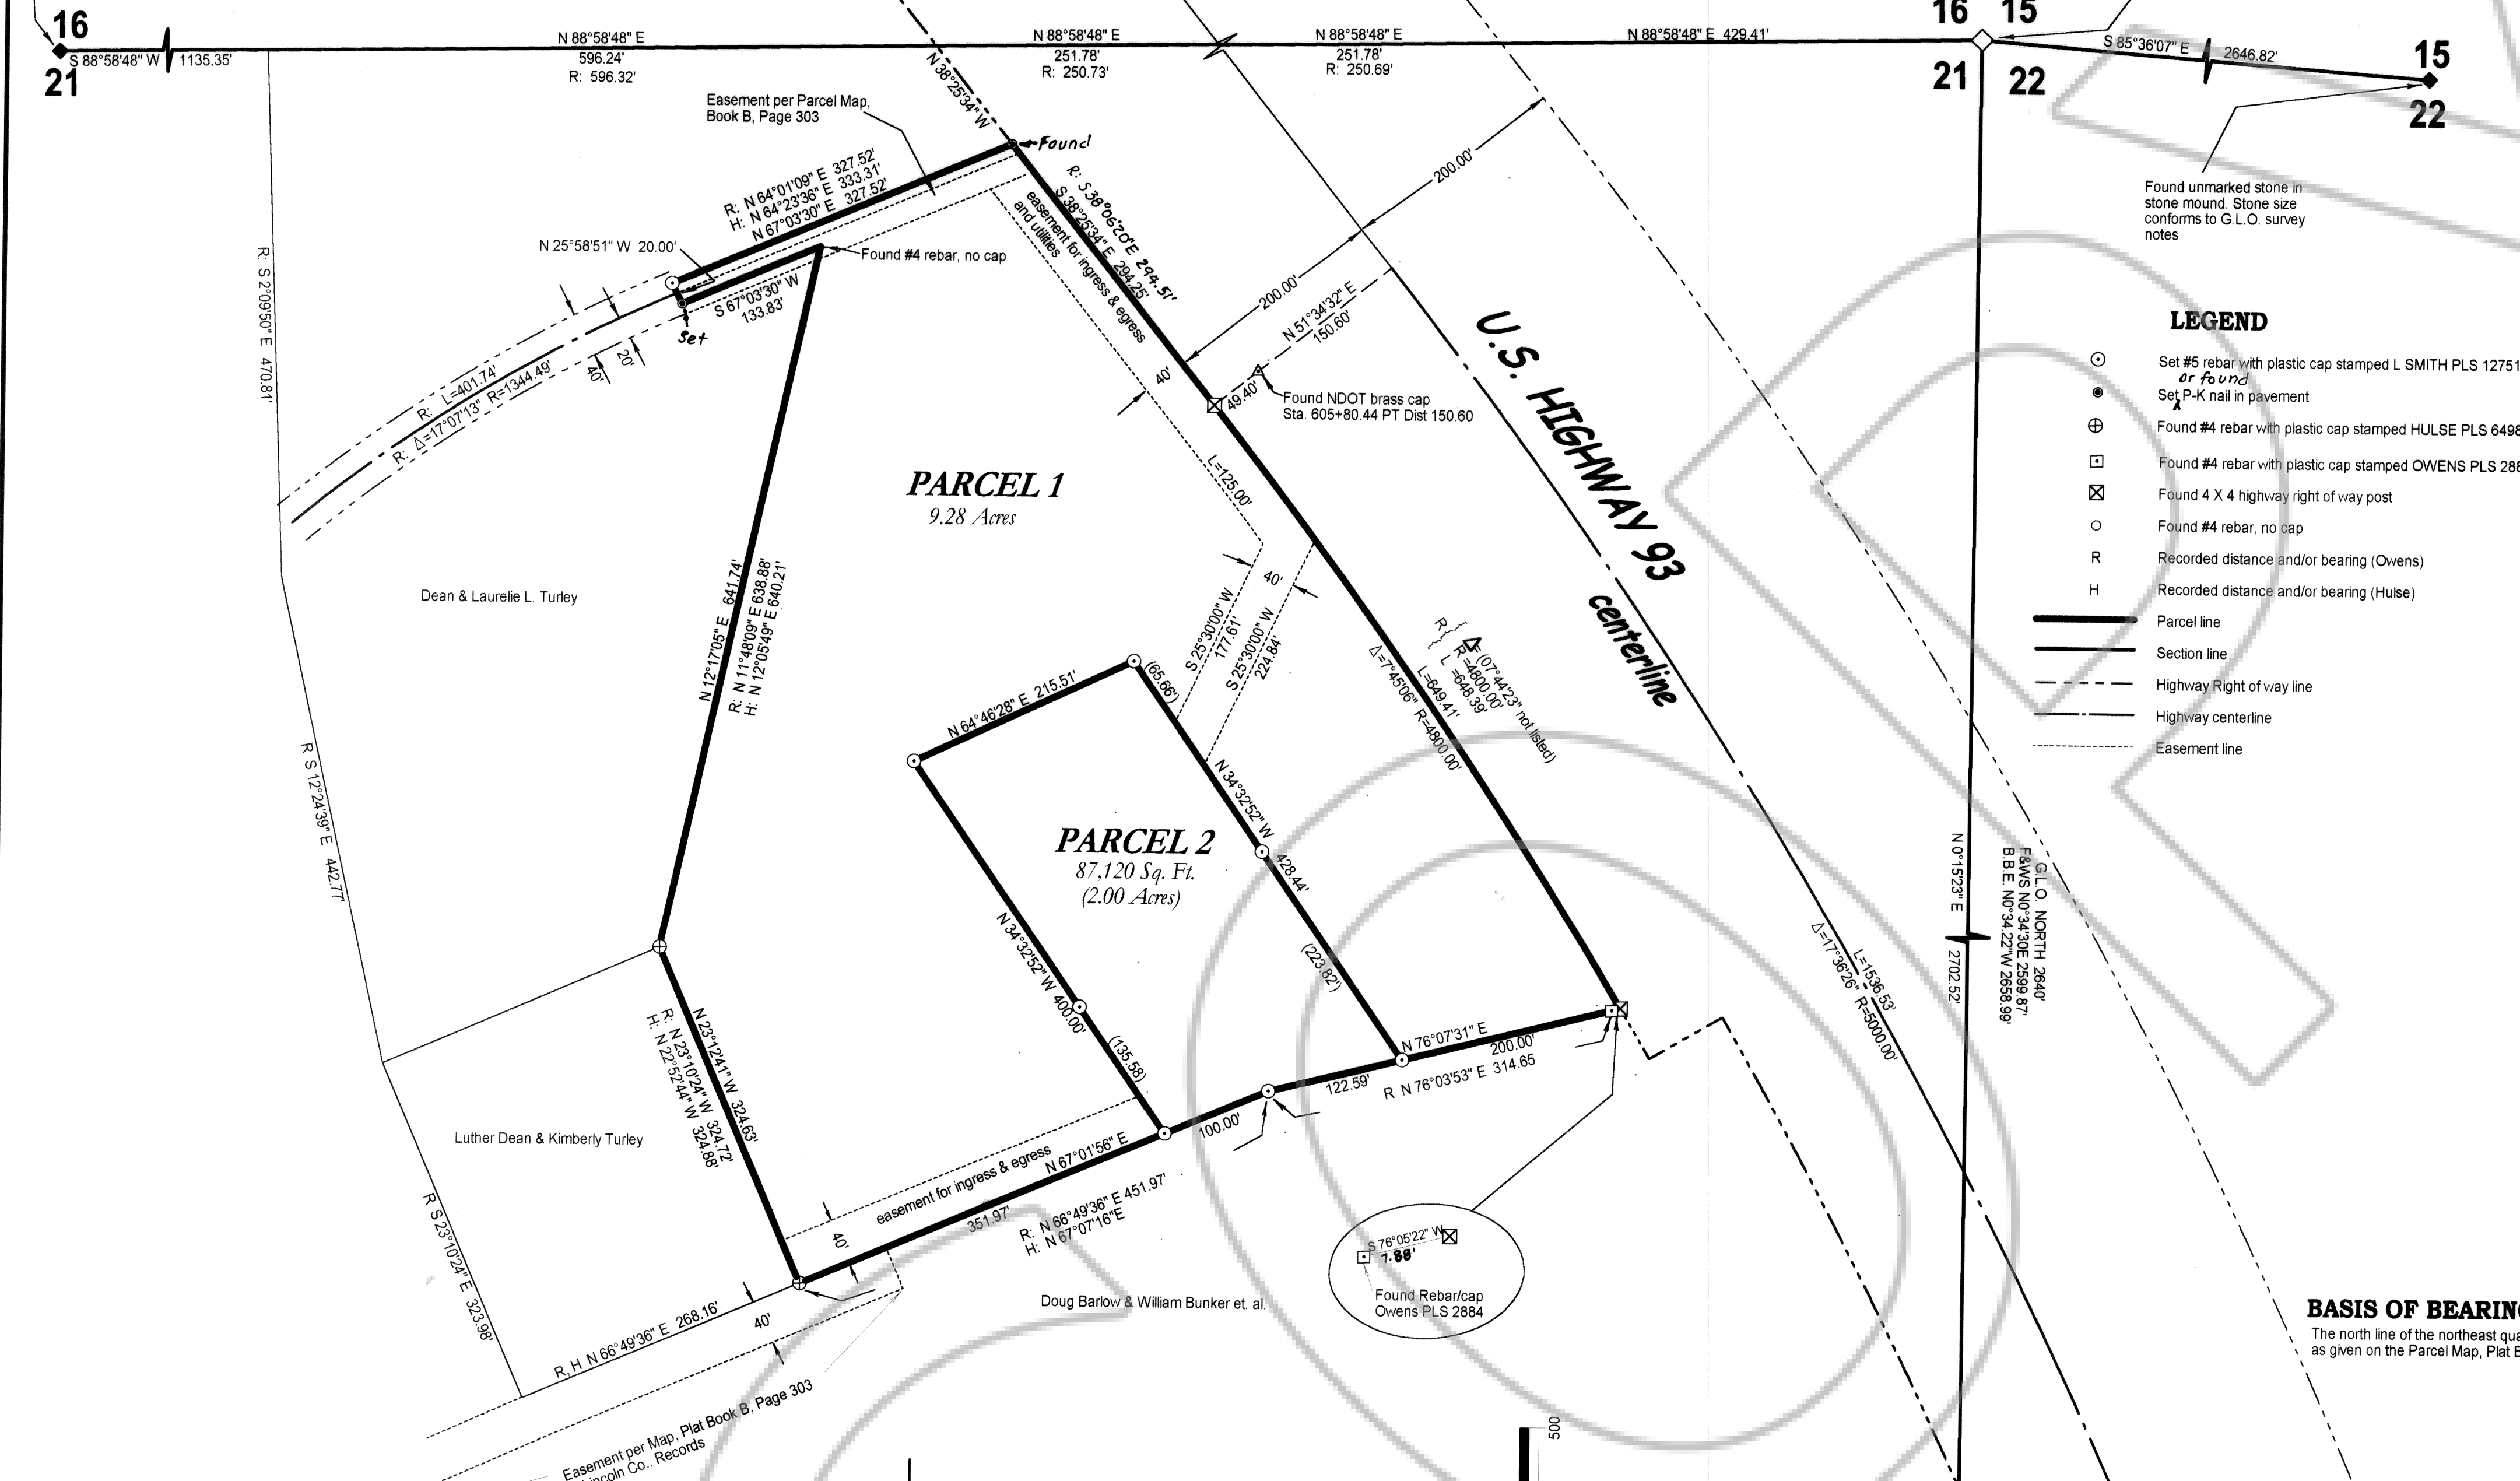 16
21
S 88°58'48" W 1135.35'
N 88°58'48" E
596.24'
R: 596.32'
N 88°58'48" E
251.78'
R: 250.73'
N 88°58'48" E
251.78'
R: 250.69'
N 88°58'48" E 429.41'
16 15
21 22
S 85°36'07" E 2646.82'
15
22
Found unmarked stone in
stone mound. Stone size
conforms to G.L.O. survey
notes
Easement per Parcel Map,
Book B, Page 303
N 38°25'34" W
Found
R: N 64°01'09" E 327.52'
H: N 64°23'36" E 333.31'
N 67°03'30" E 327.52'
N 25°58'51" W 20.00'
Found #4 rebar, no cap
S 67°03'30" W
133.83'
Set
R: S 38°06'20" E 294.51'
S 38°25'34" E 294.25'
easement for ingress & egress
and utilities
200.00'
200.00'
N 51°34'32" E
150.60'
49.40'
40'
Found NDOT brass cap
Sta. 605+80.44 PT Dist 150.60
R: S 2°09'50" E 470.81'
R: L=401.74'
R: Δ=17°07'13" R=1344.49'
40'
20'
U.S. HIGHWAY 93
centerline
LEGEND
Set #5 rebar with plastic cap stamped L SMITH PLS 12751
or found
Set P-K nail in pavement
Found #4 rebar with plastic cap stamped HULSE PLS 6498
Found #4 rebar with plastic cap stamped OWENS PLS 288
Found 4 X 4 highway right of way post
Found #4 rebar, no cap
R Recorded distance and/or bearing (Owens)
H Recorded distance and/or bearing (Hulse)
Parcel line
Section line
Highway Right of way line
Highway centerline
Easement line
PARCEL 1
9.28 Acres
L=125.00'
Dean & Laurelie L. Turley
N 12°17'05" E 641.74'
R: N 11°48'09" E 638.88'
H: N 12°05'49" E 640.21'
40'
S 25°30'00" W
177.61'
S 25°30'00" W
224.84'
R
Δ= (07°44'23" not listed)
R =4800.00'
L =648.39'
L=649.41'
Δ=7°45'06" R=4800.00'
N 64°46'28" E 215.51'
(65.66')
N 34°32'52" W 428.44'
PARCEL 2
87,120 Sq. Ft.
(2.00 Acres)
N 34°32'52" W 400.00'
(135.58)
(223.82')
R S 12°24'39" E 442.77'
N 0°15'23" E 2702.52'
G.L.O. NORTH 2640'
F&WS N0°34'30E 2599.87'
B.B.E. N0°34.22"W 2658.99'
L=1536.53'
Δ=17°36'26" R=5000.00'
N 76°07'31" E
200.00'
122.59'
R N 76°03'53" E 314.65
100.00'
N 23°12'41" W 324.63'
R: N 23°10'24" W 324.72'
H: N 22°52'44" W 324.88'
Luther Dean & Kimberly Turley
easement for ingress & egress
N 67°01'56" E
351.97'
R: N 66°49'36" E 451.97'
H: N 67°07'16"E
40'
S 76°05'22" W
7.88'
Found Rebar/cap
Owens PLS 2884
Doug Barlow & William Bunker et. al.
R S 23°10'24" E 323.98'
R, H N 66°49'36" E 268.16'
40'
Easement per Map, Plat Book B, Page 303
incoln Co., Records
500
BASIS OF BEARING
The north line of the northeast qua
as given on the Parcel Map, Plat